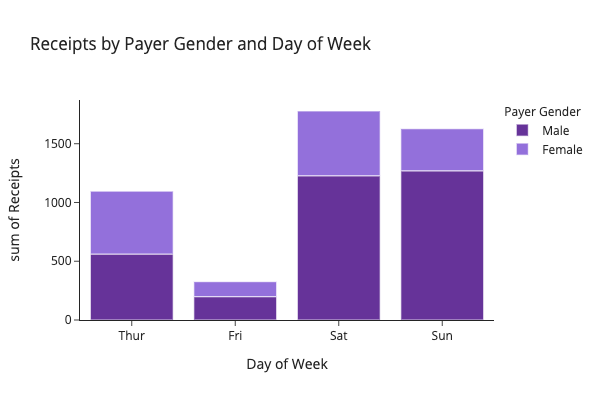 Receipts by Payer Gender and Day of Week
Payer Gender
Male
Female
sum of Receipts
1500
1000
500
0
Thur Fri Sat Sun
Day of Week